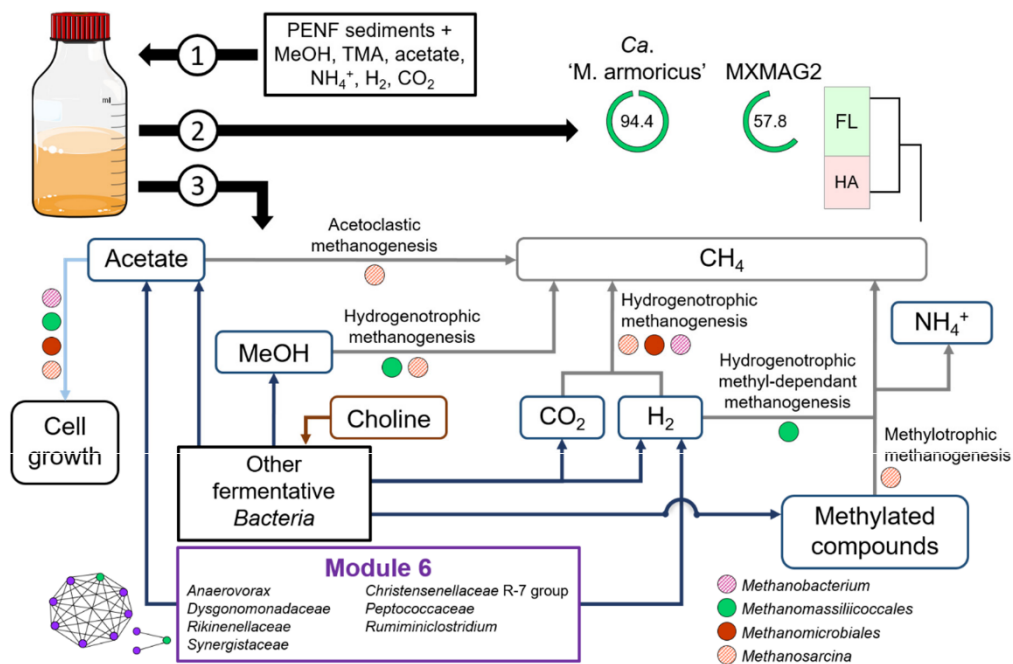 PENF sediments +
MeOH, TMA, acetate,
NH₄⁺, H₂, CO₂
1
2
3
ml
Ca.
'M. armoricus'
MXMAG2
94.4
57.8
FL
HA
Acetoclastic
methanogenesis
Acetate
CH₄
Hydrogenotrophic
methanogenesis
Hydrogenotrophic
methanogenesis
NH₄⁺
MeOH
Hydrogenotrophic
methyl-dependant
methanogenesis
Choline
CO₂
H₂
Cell
growth
Other
fermentative
Bacteria
Methylotrophic
methanogenesis
Methylated
compounds
Module 6
Anaerovorax
Dysgonomonadaceae
Rikinenellaceae
Synergistaceae
Christensenellaceae R-7 group
Peptococcaceae
Rumiminiclostridium
Methanobacterium
Methanomassiliicoccales
Methanomicrobiales
Methanosarcina